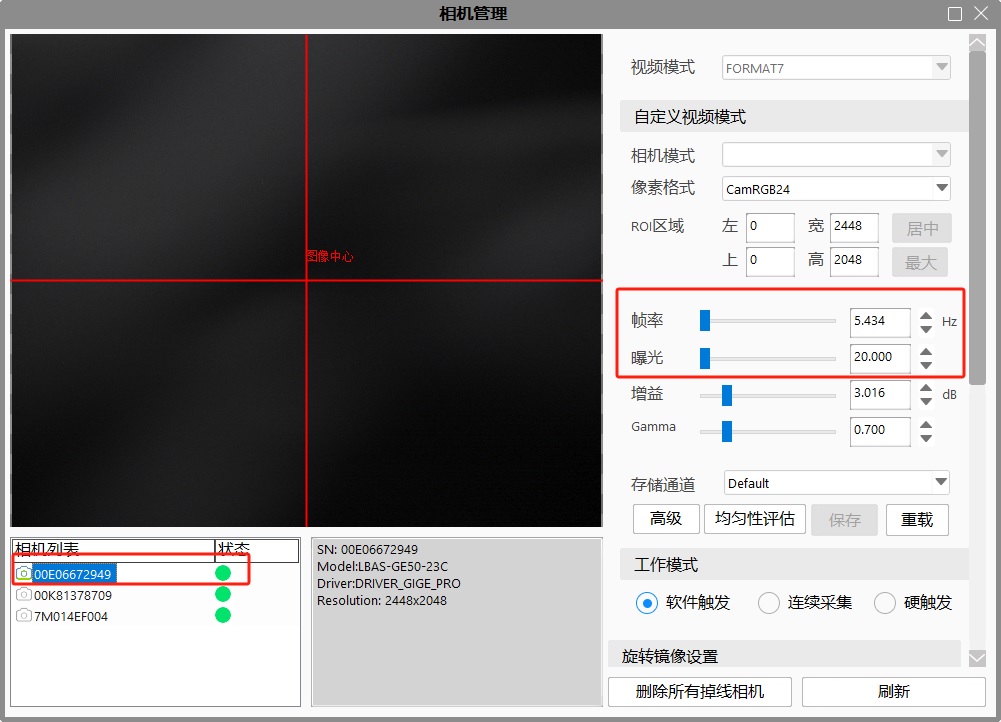 相机管理
图像中心
相机列表 状态
00E06672949
00K81378709
7M014EF004
SN: 00E06672949
Model:LBAS-GE50-23C
Driver:DRIVER_GIGE_PRO
Resolution: 2448x2048
视频模式 FORMAT7
自定义视频模式
相机模式
像素格式 CamRGB24
ROI区域 左 0 宽 2448 居中
上 0 高 2048 最大
帧率 5.434 Hz
曝光 20.000
增益 3.016 dB
Gamma 0.700
存储通道 Default
高级 均匀性评估 保存 重载
工作模式
软件触发 连续采集 硬触发
旋转镜像设置
删除所有掉线相机 刷新